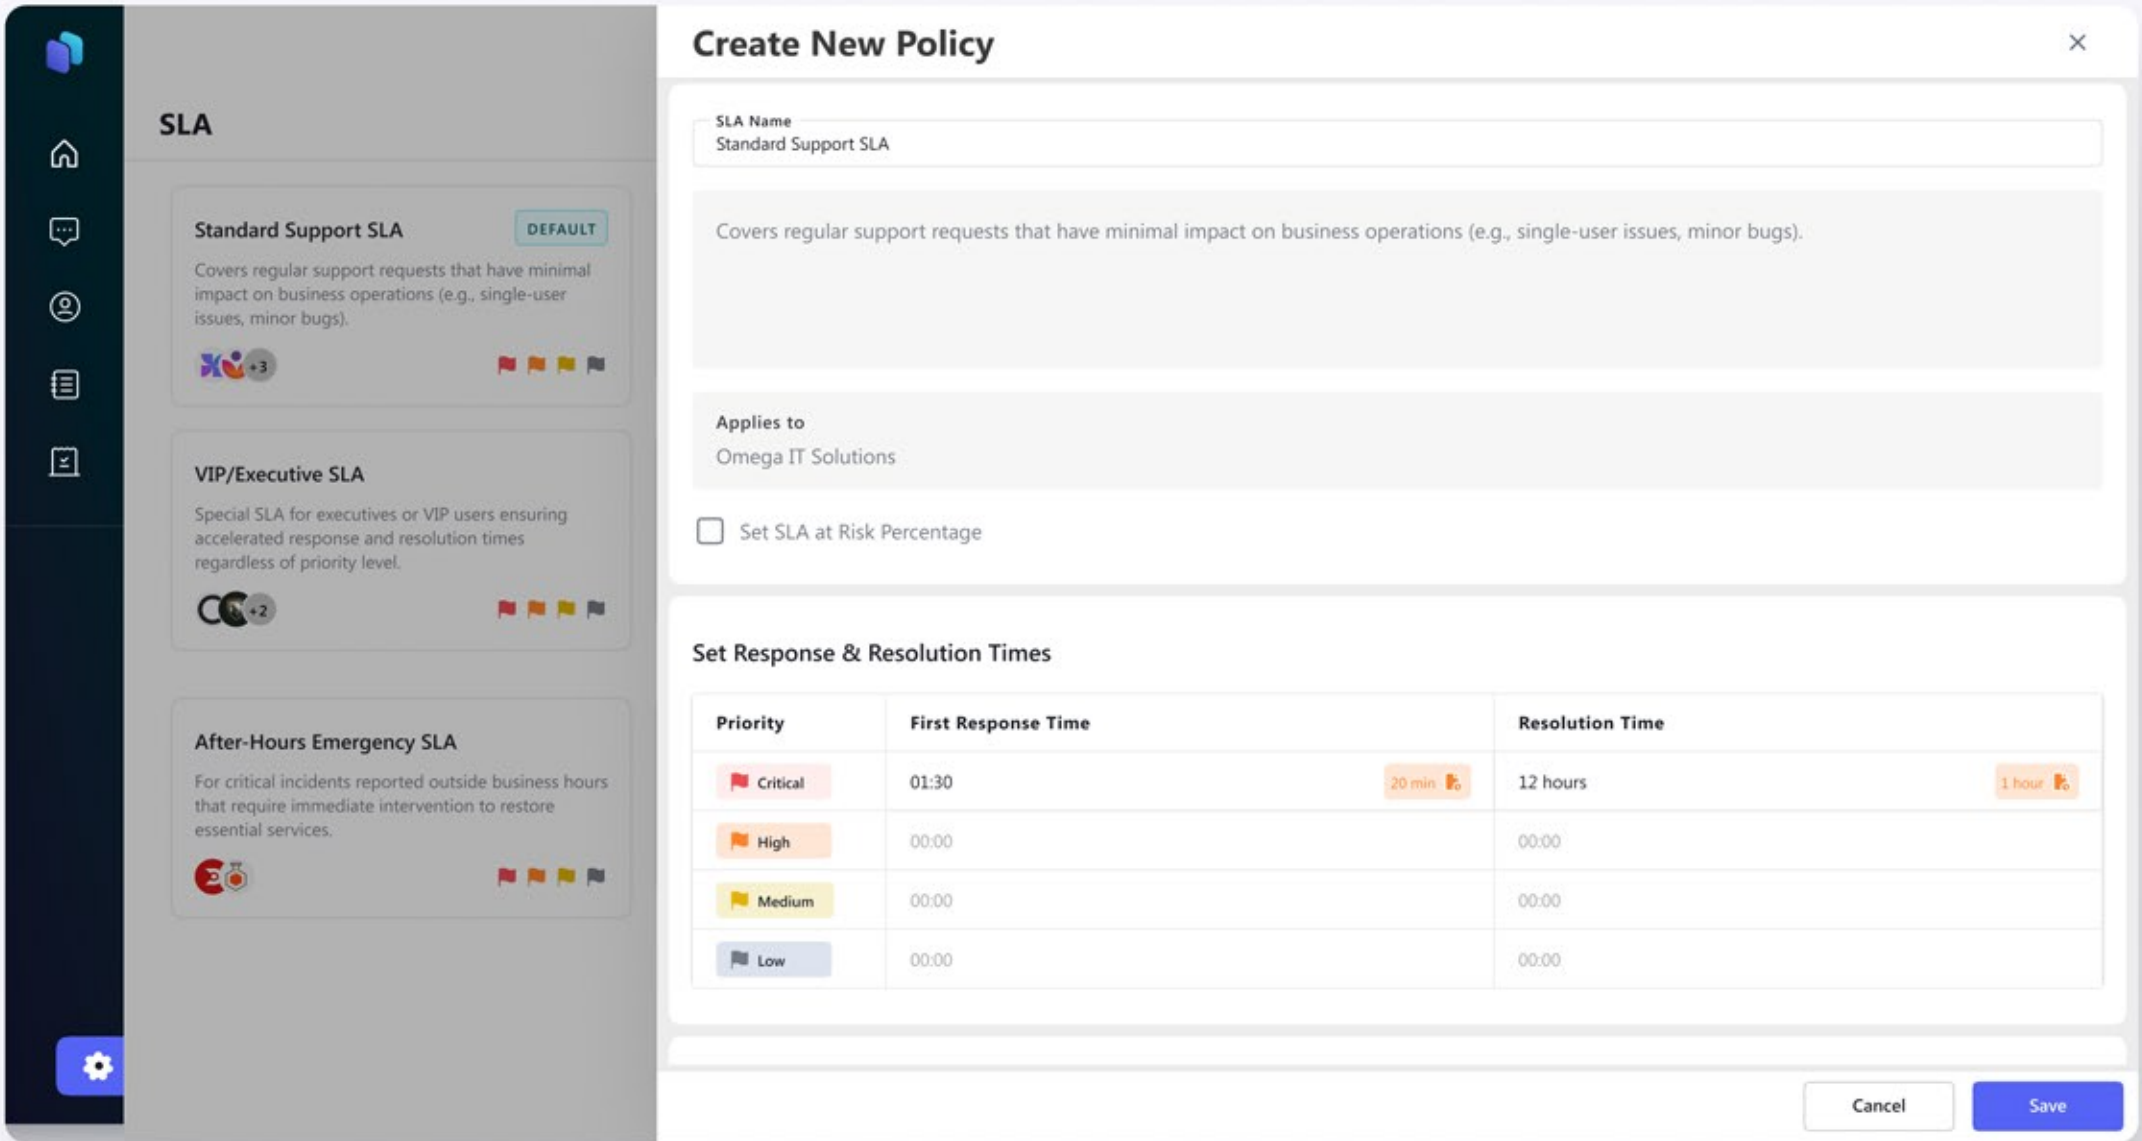 SLA
Standard Support SLA
DEFAULT
Covers regular support requests that have minimal
impact on business operations (e.g., single-user
issues, minor bugs).
+3
VIP/Executive SLA
Special SLA for executives or VIP users ensuring
accelerated response and resolution times
regardless of priority level.
+2
After-Hours Emergency SLA
For critical incidents reported outside business hours
that require immediate intervention to restore
essential services.
Create New Policy
SLA Name
Standard Support SLA
Covers regular support requests that have minimal impact on business operations (e.g., single-user issues, minor bugs).
Applies to
Omega IT Solutions
Set SLA at Risk Percentage
Set Response & Resolution Times
Priority First Response Time Resolution Time
Critical 01:30 20 min 12 hours 1 hour
High 00:00 00:00
Medium 00:00 00:00
Low 00:00 00:00
Cancel Save